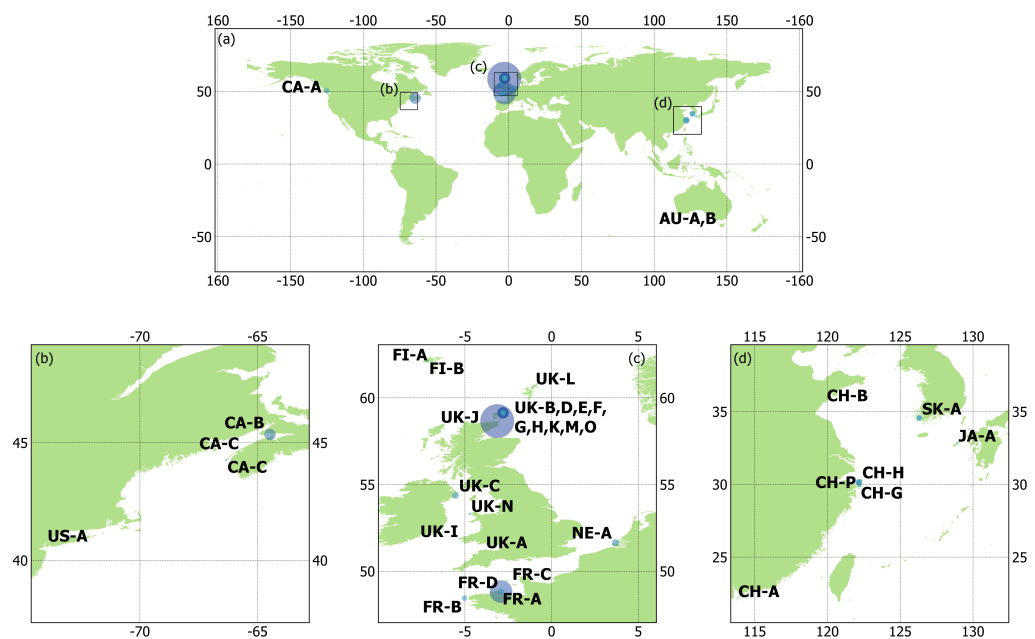 160 -150 -100 -50 0 50 100 150 -160
(a)
(c)
CA-A
(b)
(d)
50 50
0 0
AU-A,B
-50 -50
160 -150 -100 -50 0 50 100 150 -160
-70 -65
(b)
CA-B
45 CA-C 45
CA-C
US-A
40 40
-70 -65
-5 0 5
FI-A (c)
FI-B
UK-L
60 60
UK-J UK-B,D,E,F,
G,H,K,M,O
55 UK-C 55
UK-N
UK-I NE-A
UK-A
50 FR-D FR-C 50
FR-B FR-A
-5 0 5
115 120 125 130
(d)
CH-B
35 SK-A 35
JA-A
CH-H
30 CH-P 30
CH-G
25 25
CH-A
115 120 125 130